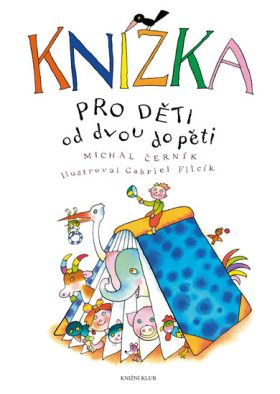 KNÍŽKA
PRO DĚTI
od dvou do pěti
MICHAL ČERNÍK
Ilustroval Gabriel Filcík
KNIŽNÍ KLUB